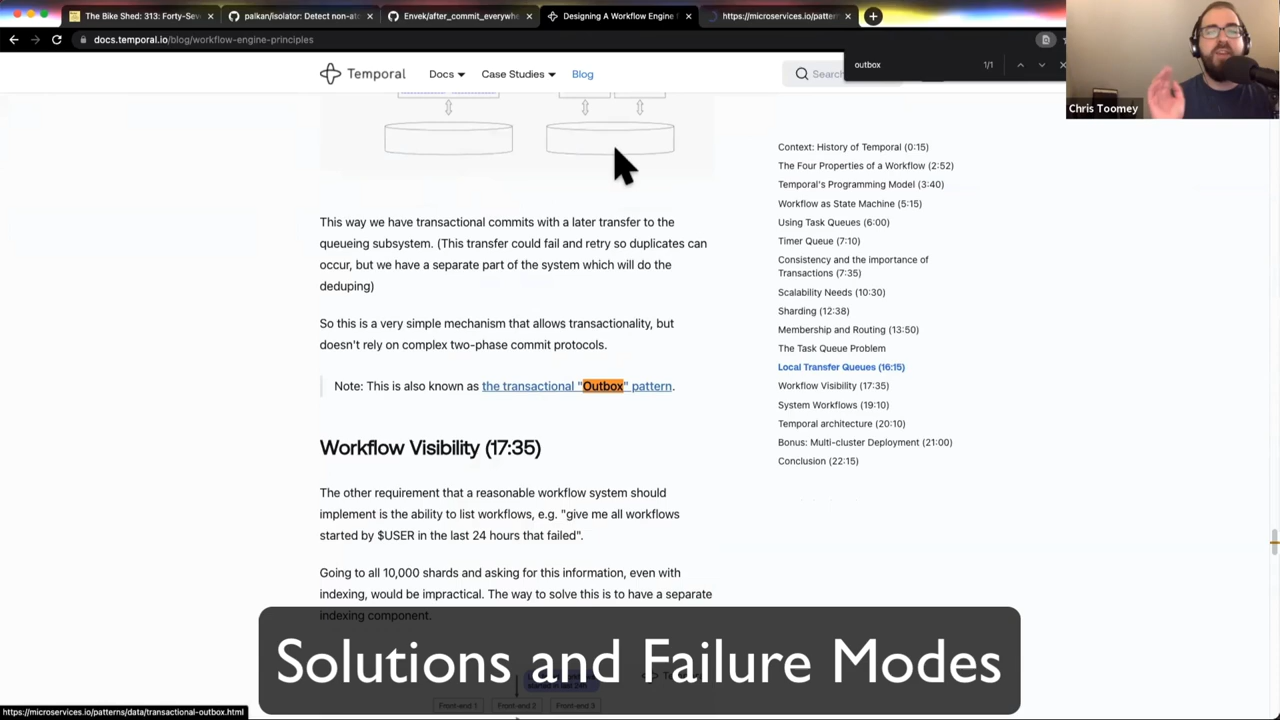 The Bike Shed: 313: Forty-Sev
palkan/isolator: Detect non-ato
Envek/after_commit_everywhe
Designing A Workflow Engine
https://microservices.io/pattern
docs.temporal.io/blog/workflow-engine-principles
outbox
1/1
Temporal
Docs
Case Studies
Blog
Search
Chris Toomey
This way we have transactional commits with a later transfer to the
queueing subsystem. (This transfer could fail and retry so duplicates can
occur, but we have a separate part of the system which will do the
deduping)
So this is a very simple mechanism that allows transactionality, but
doesn't rely on complex two-phase commit protocols.
Note: This is also known as the transactional "Outbox" pattern.
Workflow Visibility (17:35)
The other requirement that a reasonable workflow system should
implement is the ability to list workflows, e.g. "give me all workflows
started by $USER in the last 24 hours that failed".
Going to all 10,000 shards and asking for this information, even with
indexing, would be impractical. The way to solve this is to have a separate
indexing component.
Context: History of Temporal (0:15)
The Four Properties of a Workflow (2:52)
Temporal's Programming Model (3:40)
Workflow as State Machine (5:15)
Using Task Queues (6:00)
Timer Queue (7:10)
Consistency and the importance of
Transactions (7:35)
Scalability Needs (10:30)
Sharding (12:38)
Membership and Routing (13:50)
The Task Queue Problem
Local Transfer Queues (16:15)
Workflow Visibility (17:35)
System Workflows (19:10)
Temporal architecture (20:10)
Bonus: Multi-cluster Deployment (21:00)
Conclusion (22:15)
Solutions and Failure Modes
Front-end 1
Front-end 2
Front-end 3
https://microservices.io/patterns/data/transactional-outbox.html